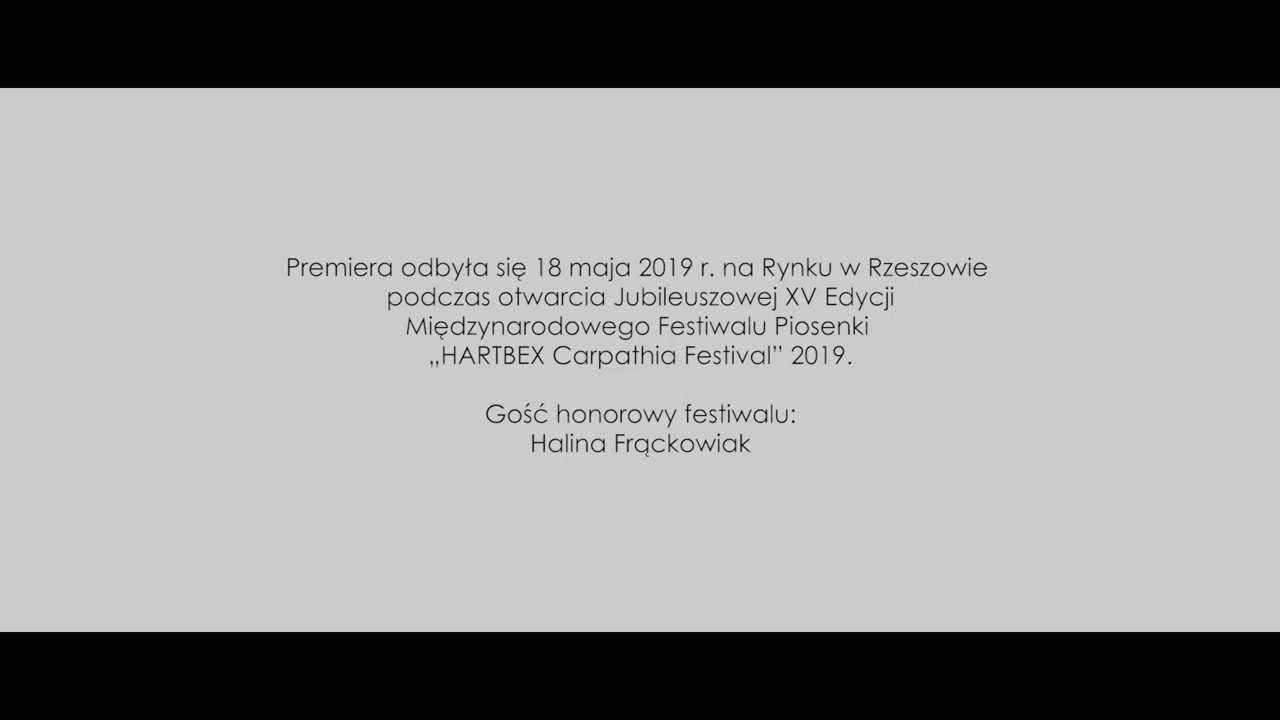 Premiera odbyła się 18 maja 2019 r. na Rynku w Rzeszowie
podczas otwarcia Jubileuszowej XV Edycji
Międzynarodowego Festiwalu Piosenki
„HARTBEX Carpathia Festival” 2019.
Gość honorowy festiwalu:
Halina Frąckowiak